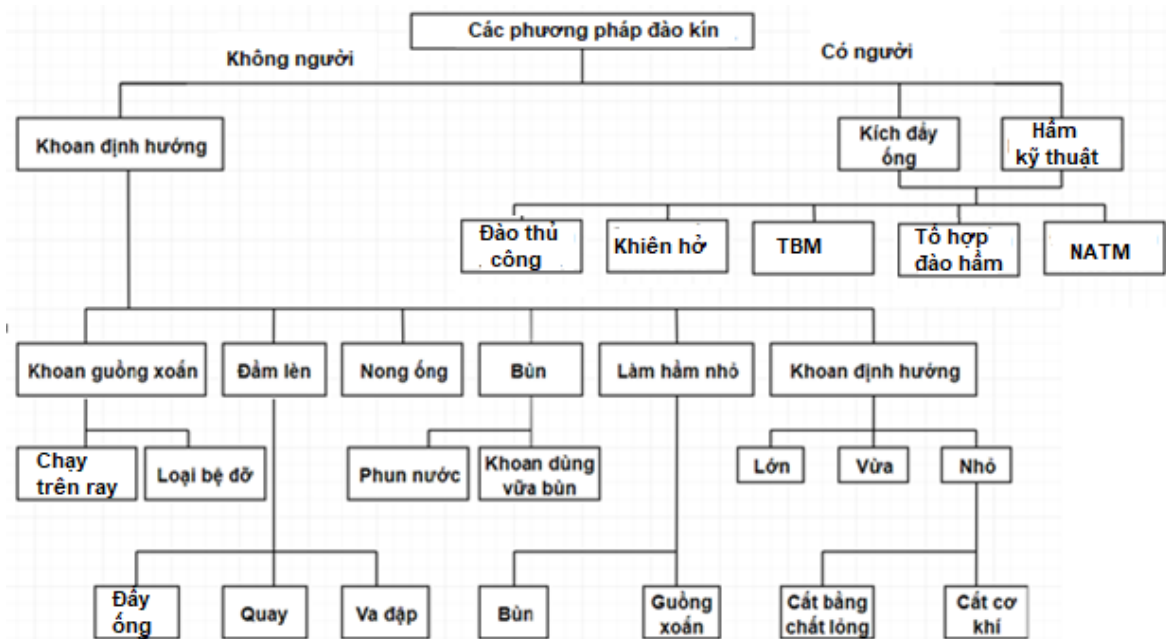 Các phương pháp đào kín
Không người
Có người
Khoan định hướng
Kích đẩy
ống
Hầm
kỹ thuật
Đào thủ
công
Khiên hở
TBM
Tổ hợp
đào hầm
NATM
Khoan guồng xoắn
Đầm lèn
Nong ống
Bùn
Làm hầm nhỏ
Khoan định hướng
Chạy
trên ray
Loại bệ đỡ
Phun nước
Khoan dùng
vữa bùn
Lớn
Vừa
Nhỏ
Đẩy
ống
Quay
Va đập
Bùn
Guồng
xoắn
Cắt bằng
chất lỏng
Cắt cơ
khí